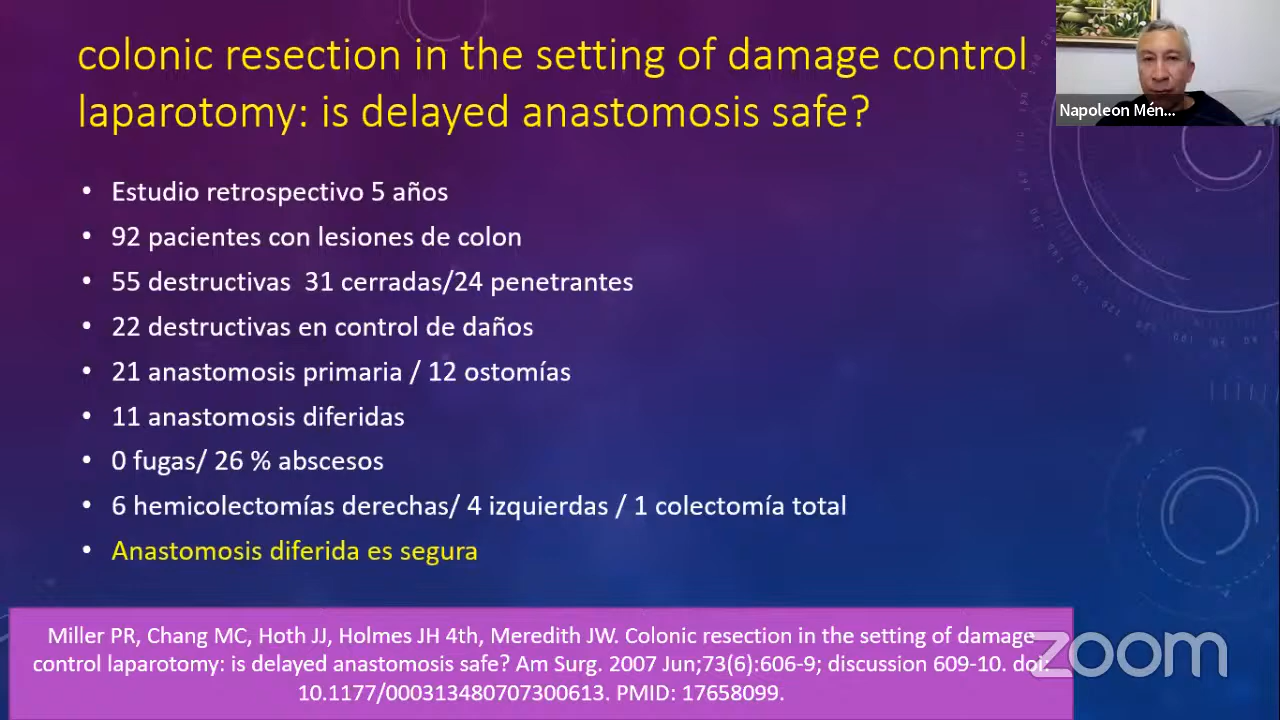 colonic resection in the setting of damage control
laparotomy: is delayed anastomosis safe?
Napoleon Mén...
• Estudio retrospectivo 5 años
• 92 pacientes con lesiones de colon
• 55 destructivas 31 cerradas/24 penetrantes
• 22 destructivas en control de daños
• 21 anastomosis primaria / 12 ostomías
• 11 anastomosis diferidas
• 0 fugas/ 26 % abscesos
• 6 hemicolectomías derechas/ 4 izquierdas / 1 colectomía total
• Anastomosis diferida es segura
Miller PR, Chang MC, Hoth JJ, Holmes JH 4th, Meredith JW. Colonic resection in the setting of damage
control laparotomy: is delayed anastomosis safe? Am Surg. 2007 Jun;73(6):606-9; discussion 609-10. doi:
10.1177/000313480707300613. PMID: 17658099.
zoom